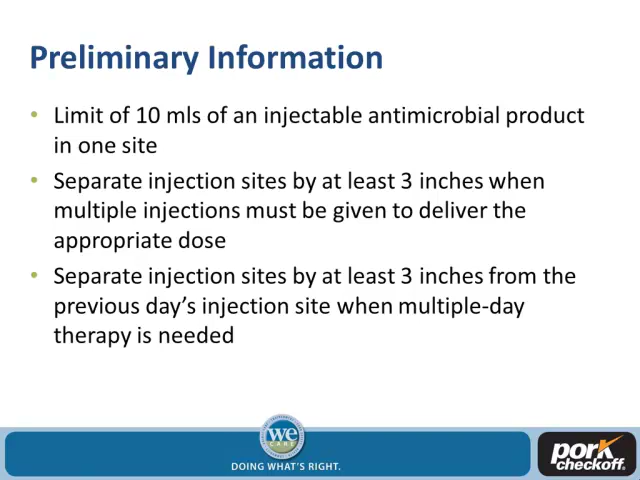 Preliminary Information
• Limit of 10 mls of an injectable antimicrobial product
in one site
• Separate injection sites by at least 3 inches when
multiple injections must be given to deliver the
appropriate dose
• Separate injection sites by at least 3 inches from the
previous day's injection site when multiple-day
therapy is needed
we
CARE
DOING WHAT'S RIGHT.
pork
checkoff.